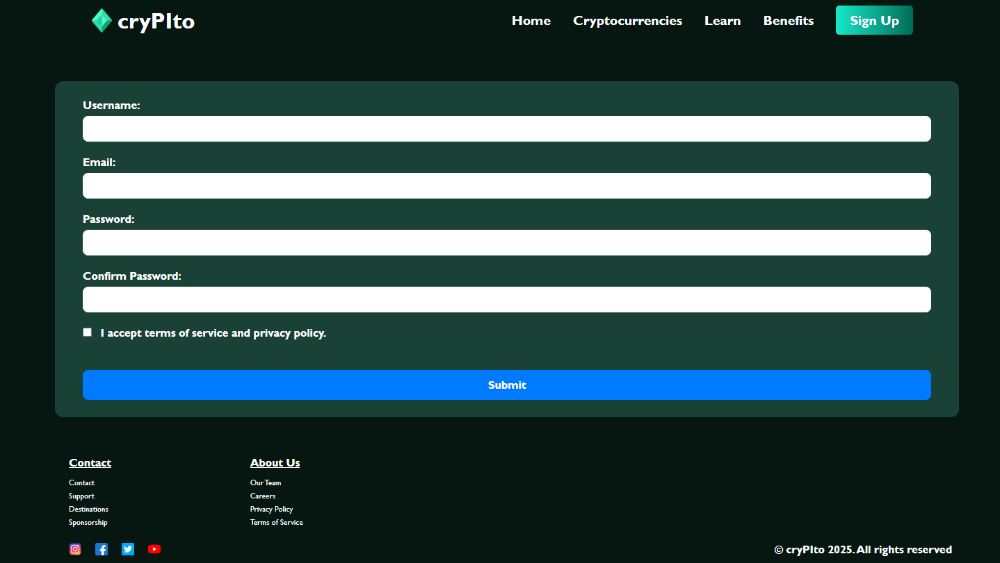 cryPIto
Home Cryptocurrencies Learn Benefits Sign Up
Username:
Email:
Password:
Confirm Password:
I accept terms of service and privacy policy.
Submit
Contact
Contact
Support
Destinations
Sponsorship
About Us
Our Team
Careers
Privacy Policy
Terms of Service
© cryPIto 2025. All rights reserved